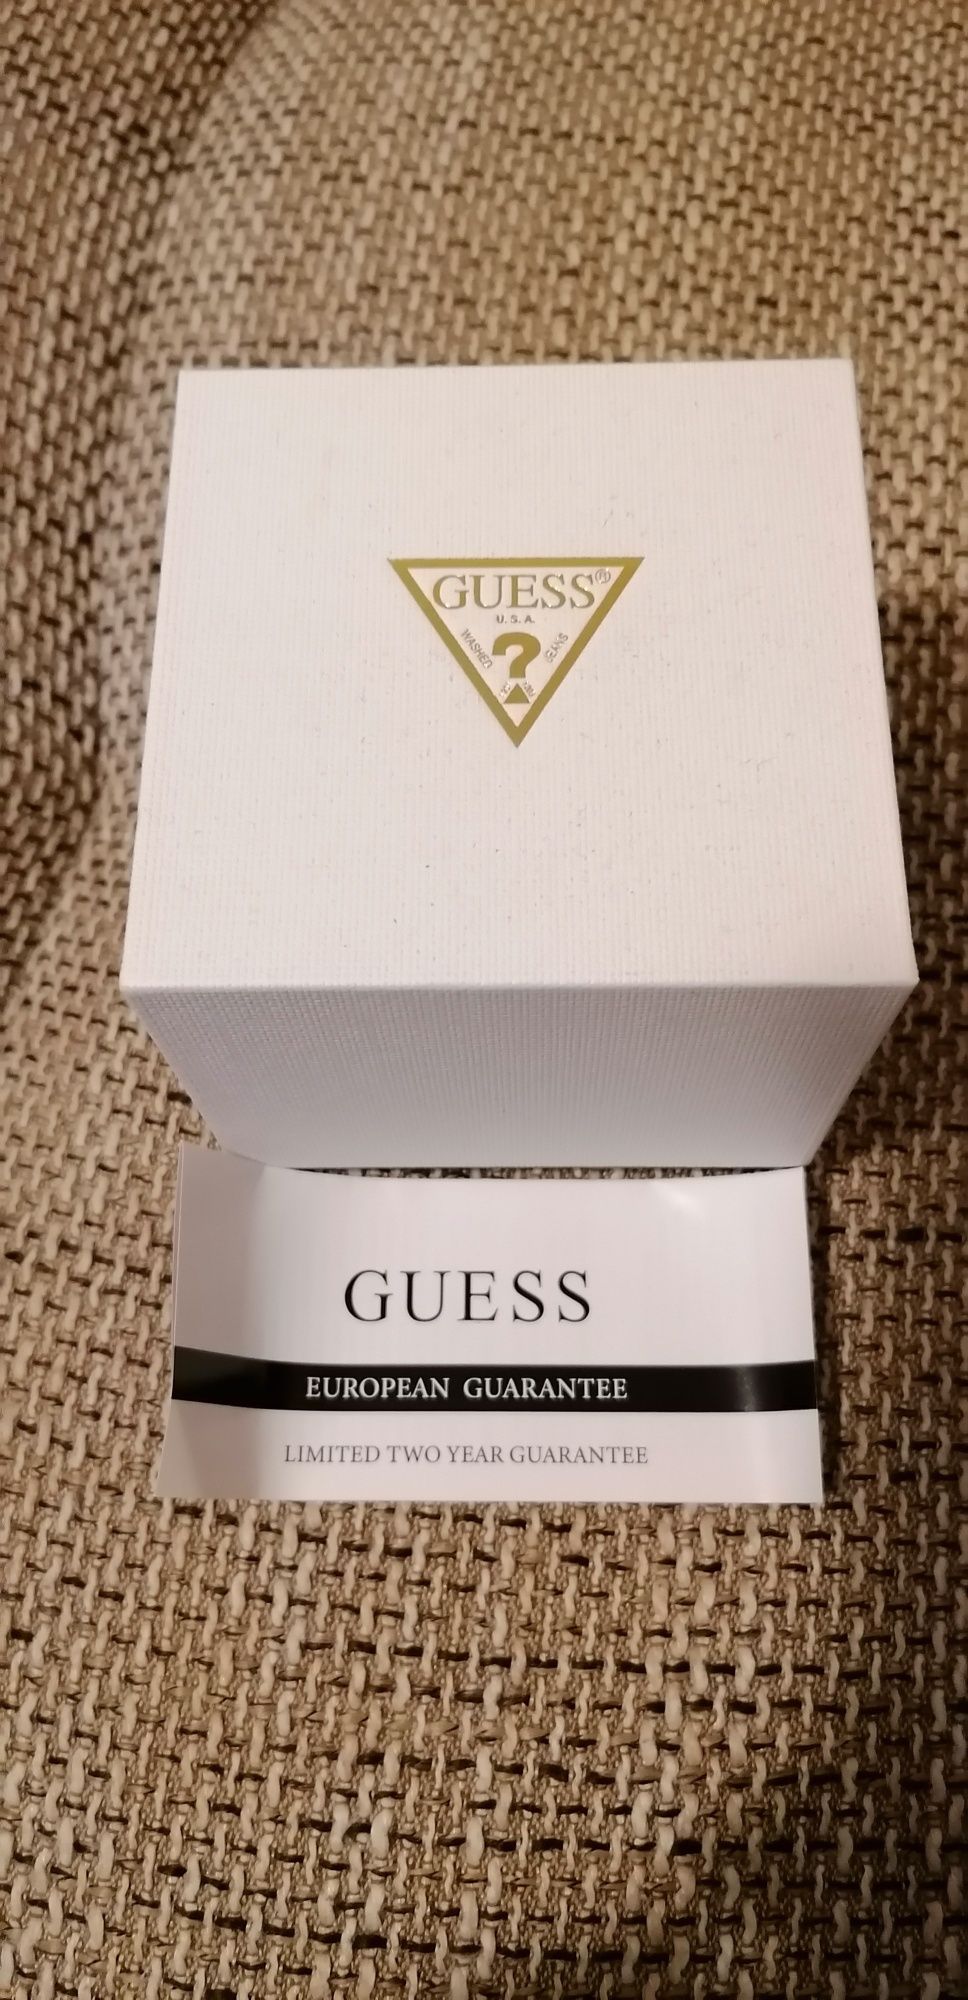 GUESS®
U.S.A.
WASHED
?
JEANS
GUESS
EUROPEAN GUARANTEE
LIMITED TWO YEAR GUARANTEE